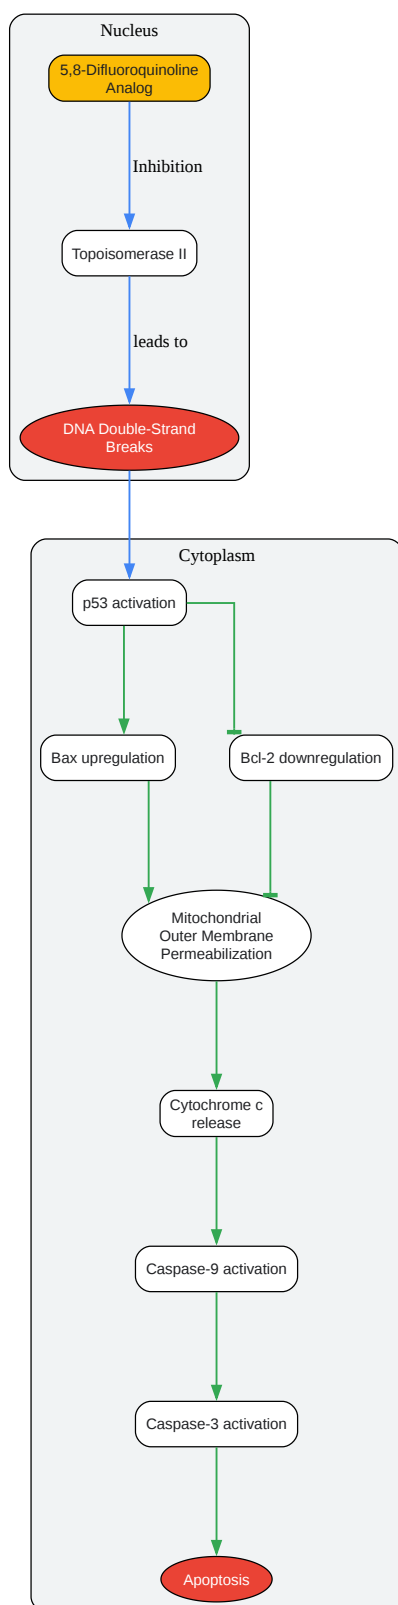 Nucleus
5,8-Difluoroquinoline
Analog
Inhibition
Topoisomerase II
leads to
DNA Double-Strand
Breaks
Cytoplasm
p53 activation
Bax upregulation
Bcl-2 downregulation
Mitochondrial
Outer Membrane
Permeabilization
Cytochrome c
release
Caspase-9 activation
Caspase-3 activation
Apoptosis